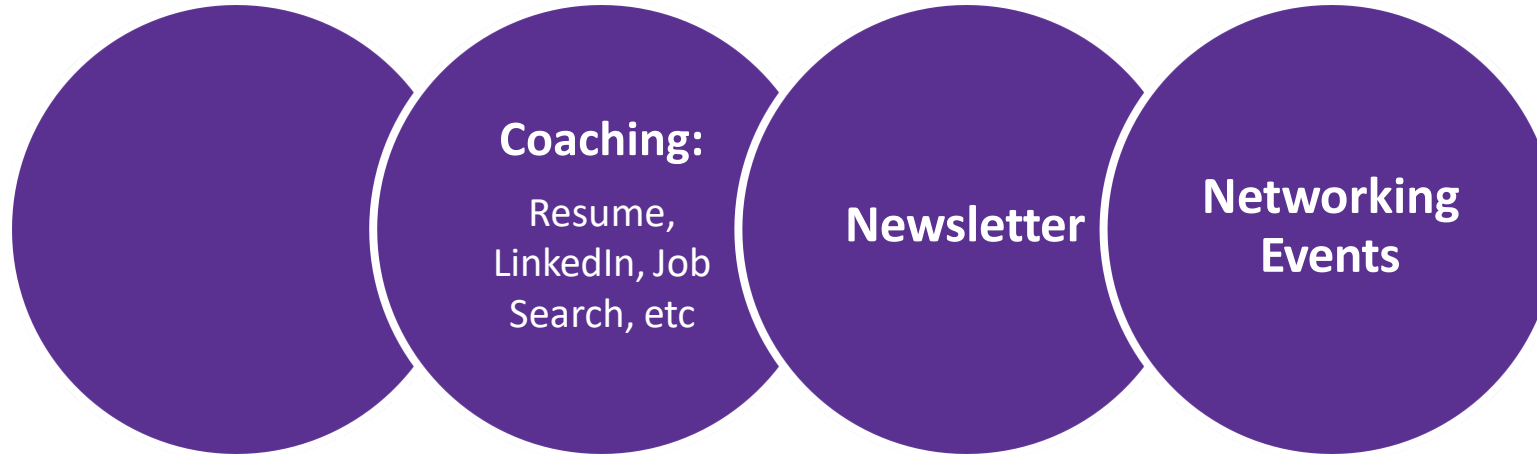 Coaching:
Resume,
LinkedIn, Job
Search, etc
Newsletter
Networking
Events